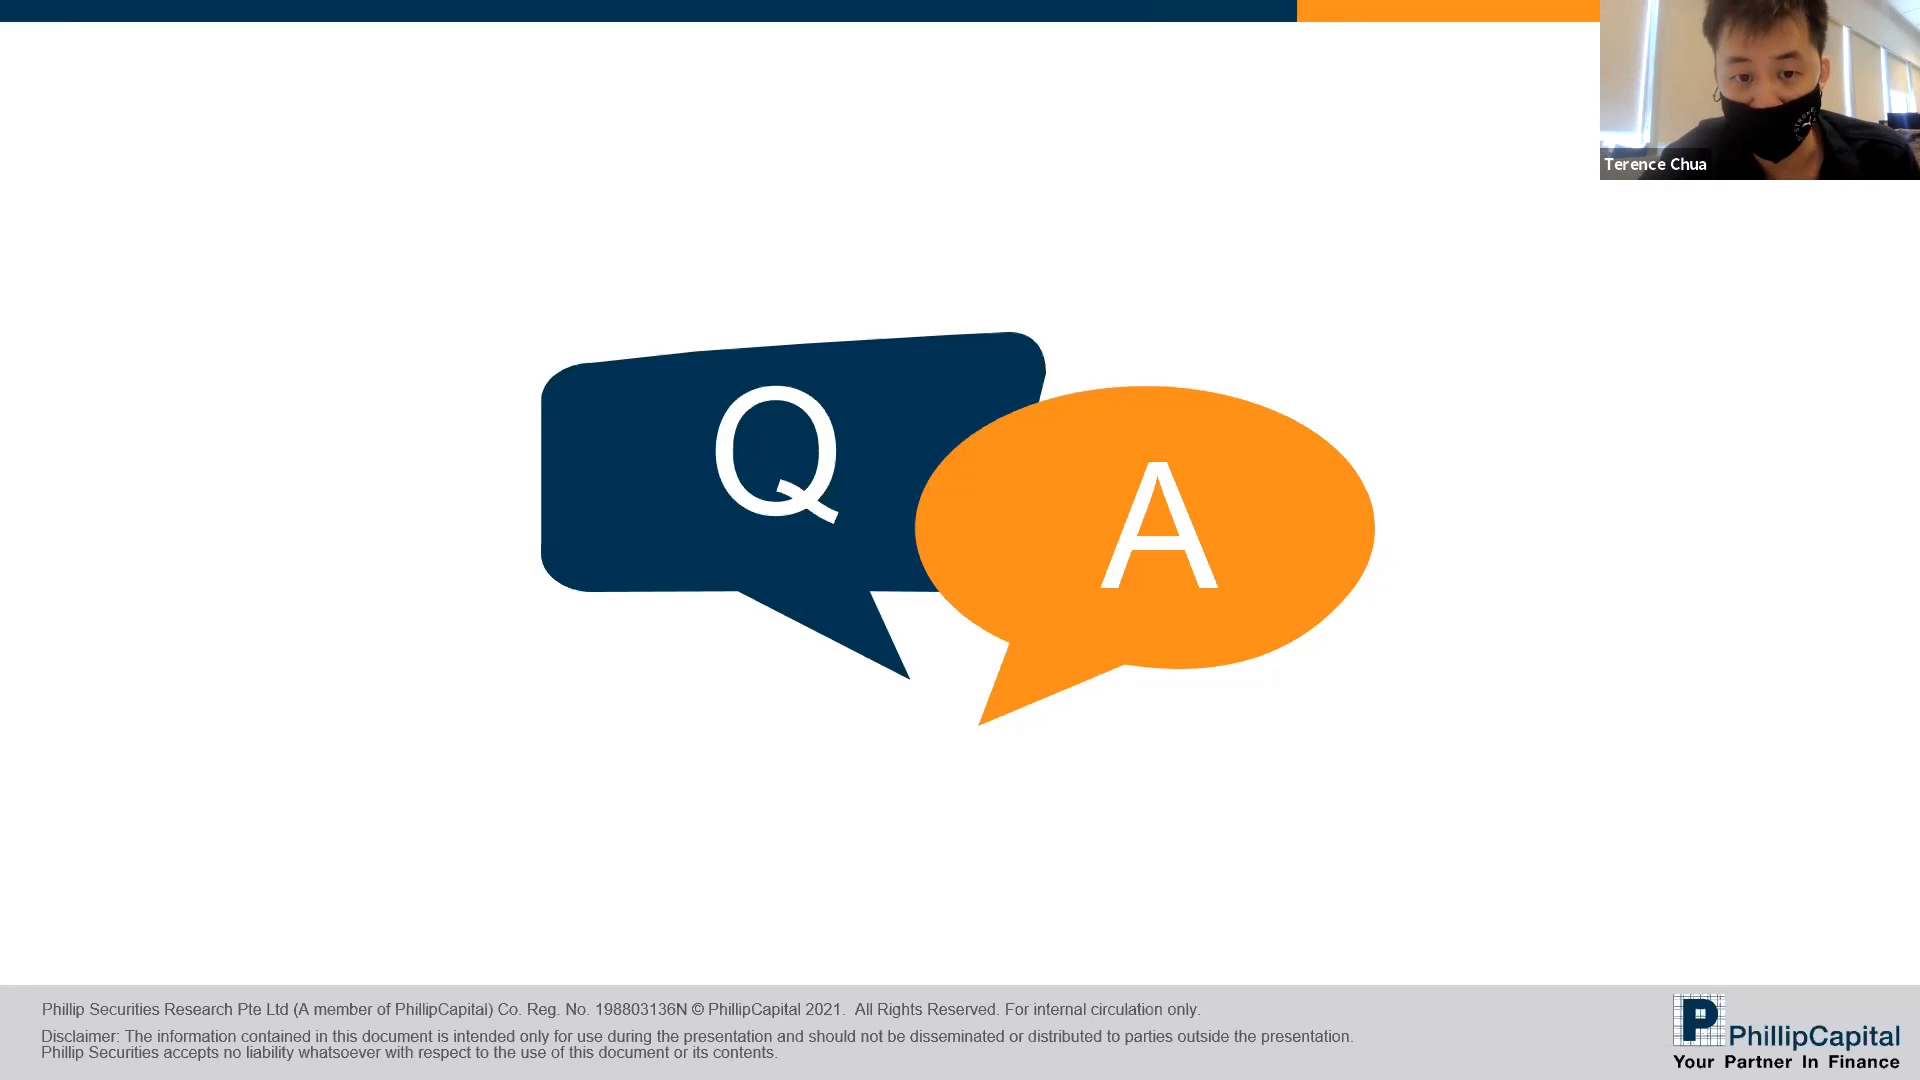 Terence Chua
Q
A
Phillip Securities Research Pte Ltd (A member of PhillipCapital) Co. Reg. No. 198803136N © PhillipCapital 2021.  All Rights Reserved. For internal circulation only.
Disclaimer: The information contained in this document is intended only for use during the presentation and should not be disseminated or distributed to parties outside the presentation.
Phillip Securities accepts no liability whatsoever with respect to the use of this document or its contents.
P
PhillipCapital
Your Partner In Finance